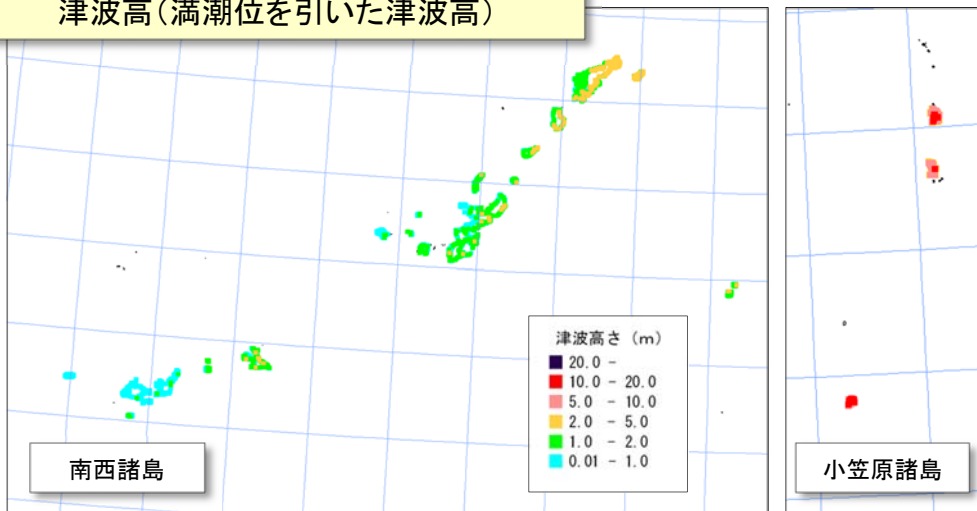 津波高(満潮位を引いた津波高)
津波高さ (m)
20.0 -
10.0 - 20.0
5.0 - 10.0
2.0 - 5.0
1.0 - 2.0
0.01 - 1.0
南西諸島
小笠原諸島